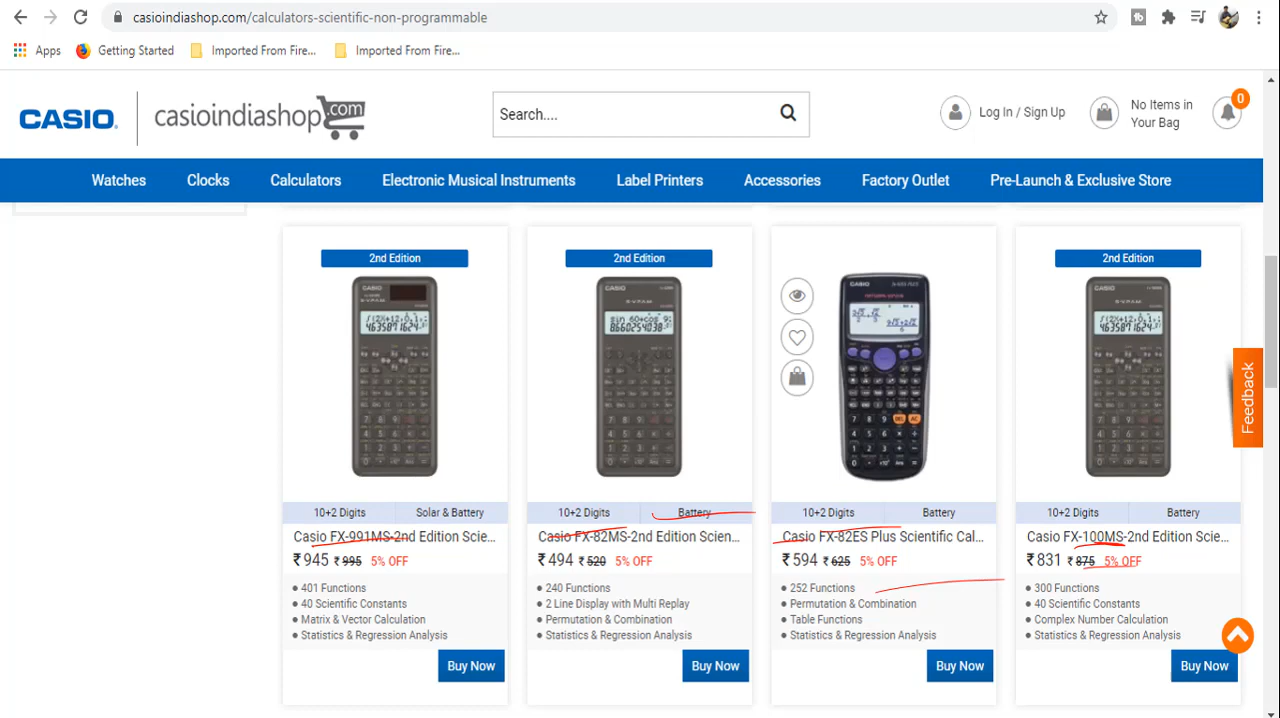 casioindiashop.com/calculators-scientific-non-programmable
Apps Getting Started Imported From Fire... Imported From Fire...
CASIO casioindiashop.com Search.... Log In / Sign Up No Items in Your Bag 0
Watches Clocks Calculators Electronic Musical Instruments Label Printers Accessories Factory Outlet Pre-Launch & Exclusive Store
2nd Edition 2nd Edition 2nd Edition
CASIO CASIO CASIO CASIO
10+2 Digits Solar & Battery 10+2 Digits Battery 10+2 Digits Battery 10+2 Digits Battery
Casio FX-991MS-2nd Edition Scie... Casio FX-82MS-2nd Edition Scien... Casio FX-82ES Plus Scientific Cal... Casio FX-100MS-2nd Edition Scie...
₹945 ₹995 5% OFF ₹494 ₹520 5% OFF ₹594 ₹625 5% OFF ₹831 ₹875 5% OFF
● 401 Functions ● 240 Functions ● 252 Functions ● 300 Functions
● 40 Scientific Constants ● 2 Line Display with Multi Replay ● Permutation & Combination ● 40 Scientific Constants
● Matrix & Vector Calculation ● Permutation & Combination ● Table Functions ● Complex Number Calculation
● Statistics & Regression Analysis ● Statistics & Regression Analysis ● Statistics & Regression Analysis ● Statistics & Regression Analysis
Buy Now Buy Now Buy Now Buy Now
Feedback